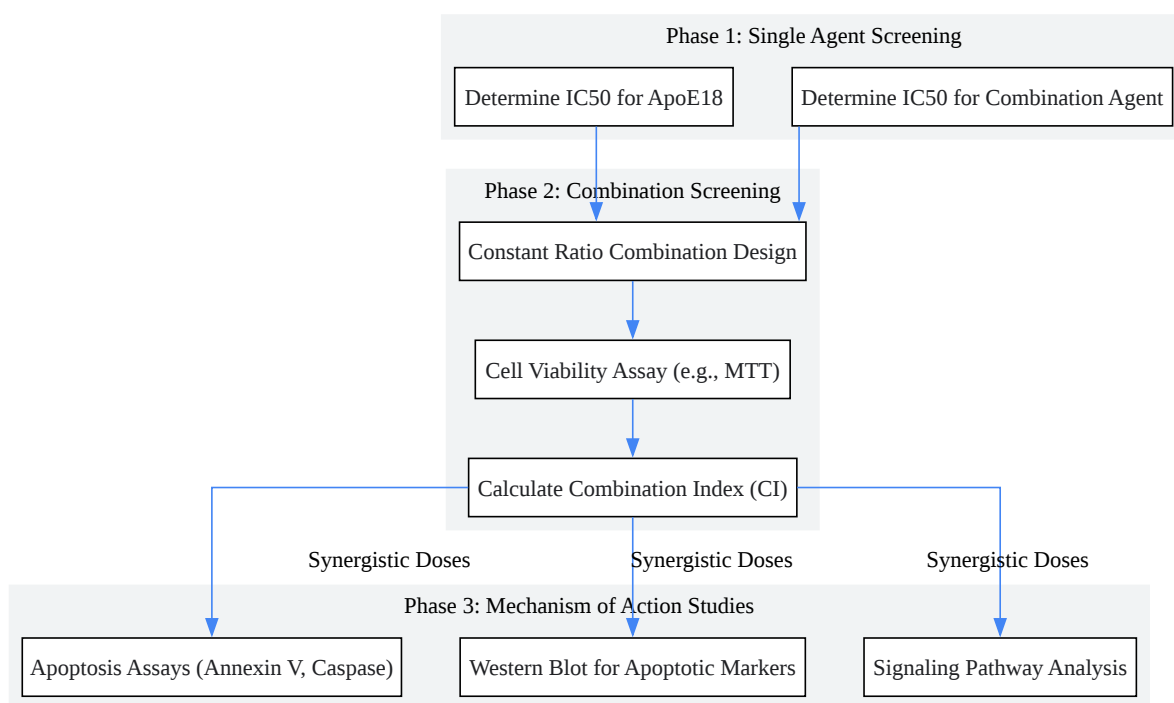 Phase 1: Single Agent Screening
Determine IC50 for ApoE18
Determine IC50 for Combination Agent
Phase 2: Combination Screening
Constant Ratio Combination Design
Cell Viability Assay (e.g., MTT)
Calculate Combination Index (CI)
Synergistic Doses
Synergistic Doses
Synergistic Doses
Phase 3: Mechanism of Action Studies
Apoptosis Assays (Annexin V, Caspase)
Western Blot for Apoptotic Markers
Signaling Pathway Analysis